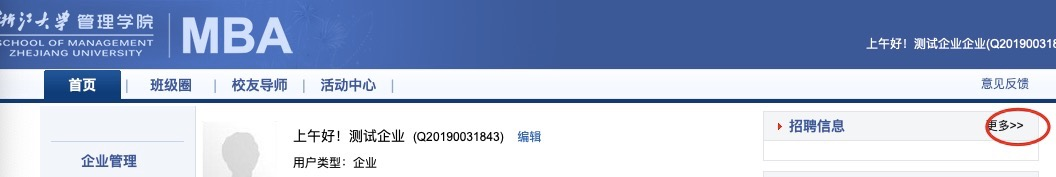 浙江大学 管理学院
SCHOOL OF MANAGEMENT
ZHEJIANG UNIVERSITY
MBA
上午好！测试企业企业(Q201900318
首页 | 班级圈 | 校友导师 | 活动中心 |
意见反馈
企业管理
上午好！测试企业 (Q20190031843) 编辑
用户类型：企业
招聘信息
更多>>